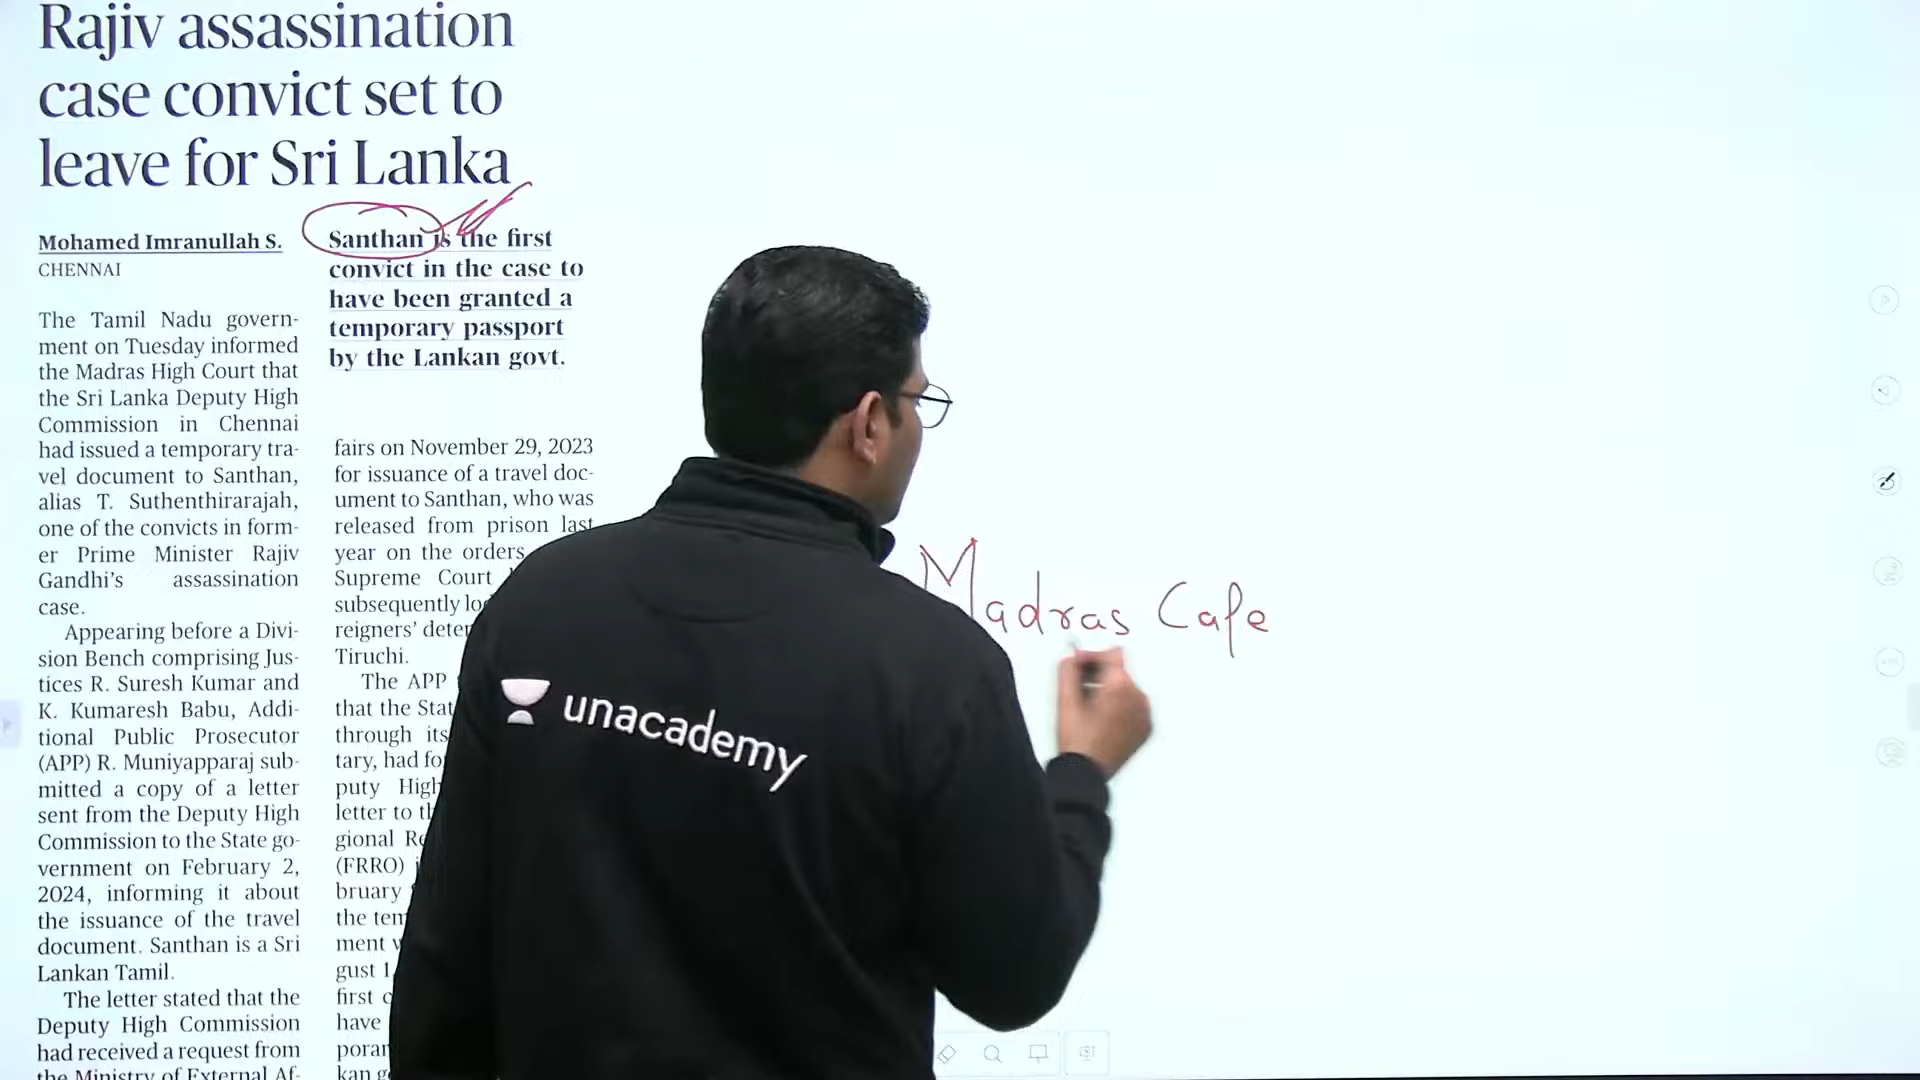 Rajiv assassination
case convict set to
leave for Sri Lanka
Mohamed Imranullah S.
CHENNAI
The Tamil Nadu govern-
ment on Tuesday informed
the Madras High Court that
the Sri Lanka Deputy High
Commission in Chennai
had issued a temporary tra-
vel document to Santhan,
alias T. Suthenthirarajah,
one of the convicts in form-
er Prime Minister Rajiv
Gandhi's assassination
case.
Appearing before a Divi-
sion Bench comprising Jus-
tices R. Suresh Kumar and
K. Kumaresh Babu, Addi-
tional Public Prosecutor
(APP) R. Muniyapparaj sub-
mitted a copy of a letter
sent from the Deputy High
Commission to the State go-
vernment on February 2,
2024, informing it about
the issuance of the travel
document. Santhan is a Sri
Lankan Tamil.
The letter stated that the
Deputy High Commission
had received a request from
the Ministry of External Af-
Santhan is the first
convict in the case to
have been granted a
temporary passport
by the Lankan govt.
fairs on November 29, 2023
for issuance of a travel doc-
ument to Santhan, who was
released from prison last
year on the orders
Supreme Court
subsequently
reigners'
Tiruchi.
The APP
that the
through its
tary, had
puty High
letter to
gional
(FRRO)
bruary
the
ment
gust 1
first
have
Madras Cafe
unacademy